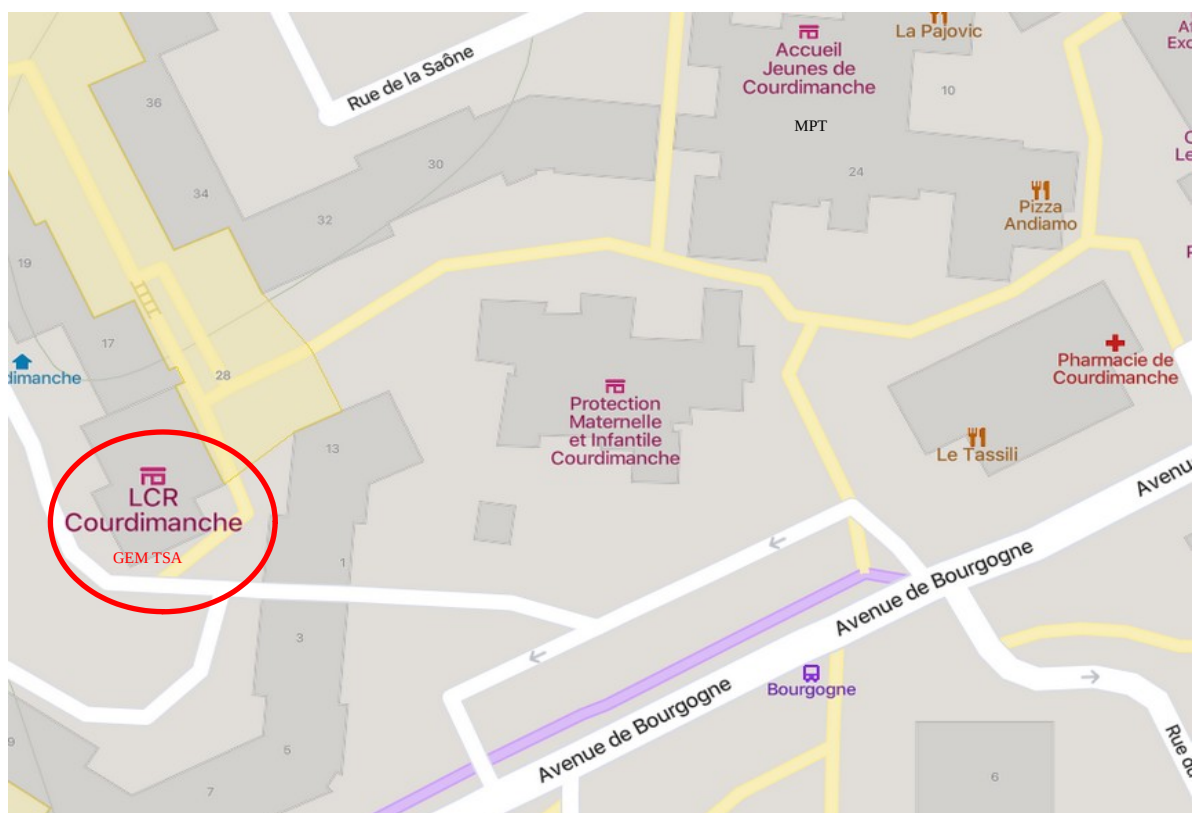 La Pajovic
Accueil
Jeunes de
Courdimanche
MPT
Rue de la Saône
36
10
30
34
24
32
Pizza
Andiamo
19
17
28
dimanche
Pharmacie de
Courdimanche
Protection
Maternelle
et Infantile
Courdimanche
13
Le Tassili
LCR
Courdimanche
GEM TSA
1
Avenue de Bourgogne
3
Bourgogne
Avenue de Bourgogne
5
7
9
6